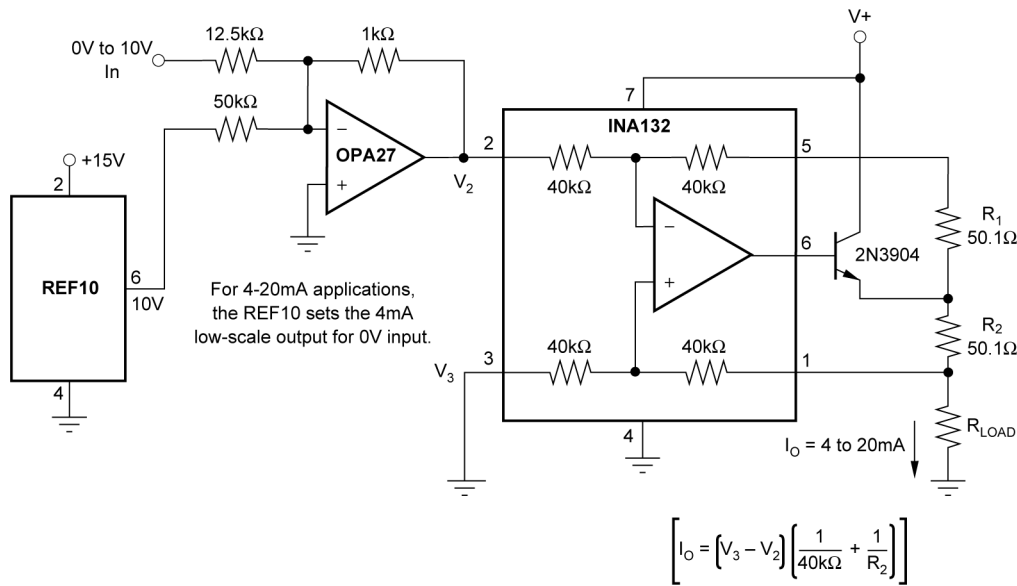 V+
0V to 10V
In
12.5kΩ
1kΩ
50kΩ
−
+
OPA27
V2
2
+15V
REF10
6
10V
4
For 4-20mA applications,
the REF10 sets the 4mA
low-scale output for 0V input.
7
INA132
2
40kΩ
40kΩ
5
−
+
6
2N3904
R1
50.1Ω
R2
50.1Ω
V3
3
40kΩ
40kΩ
1
4
RLOAD
IO = 4 to 20mA
[IO = (V3 – V2) (1/40kΩ + 1/R2)]